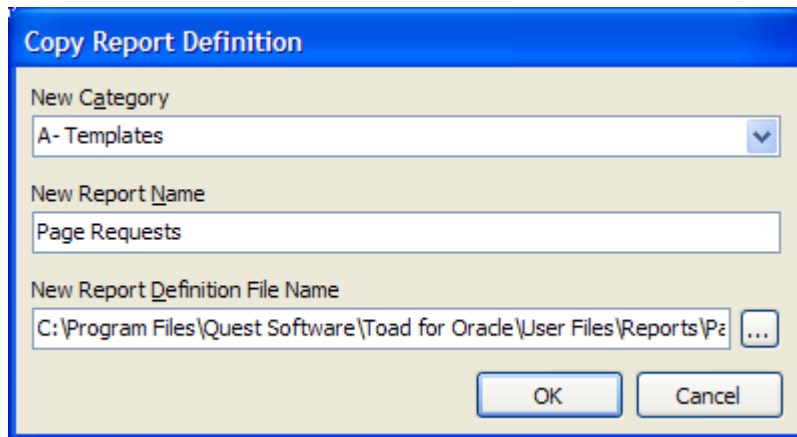 Copy Report Definition
New Category
A- Templates
New Report Name
Page Requests
New Report Definition File Name
C:\Program Files\Quest Software\Toad for Oracle\User Files\Reports\Pa ...
OK Cancel